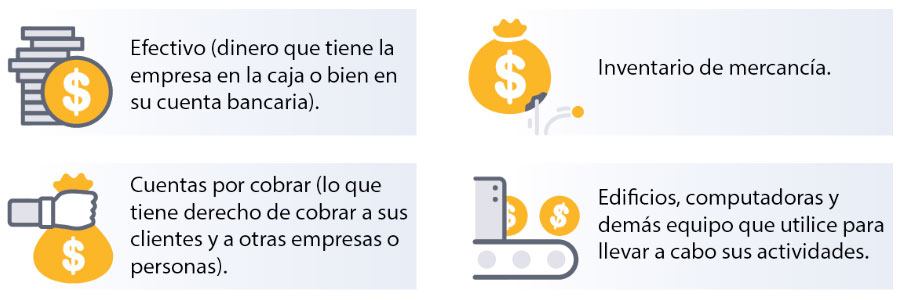 Efectivo (dinero que tiene la
empresa en la caja o bien en
su cuenta bancaria).
Inventario de mercancía.
Cuentas por cobrar (lo que
tiene derecho de cobrar a sus
clientes y a otras empresas o
personas).
Edificios, computadoras y
demás equipo que utilice para
llevar a cabo sus actividades.